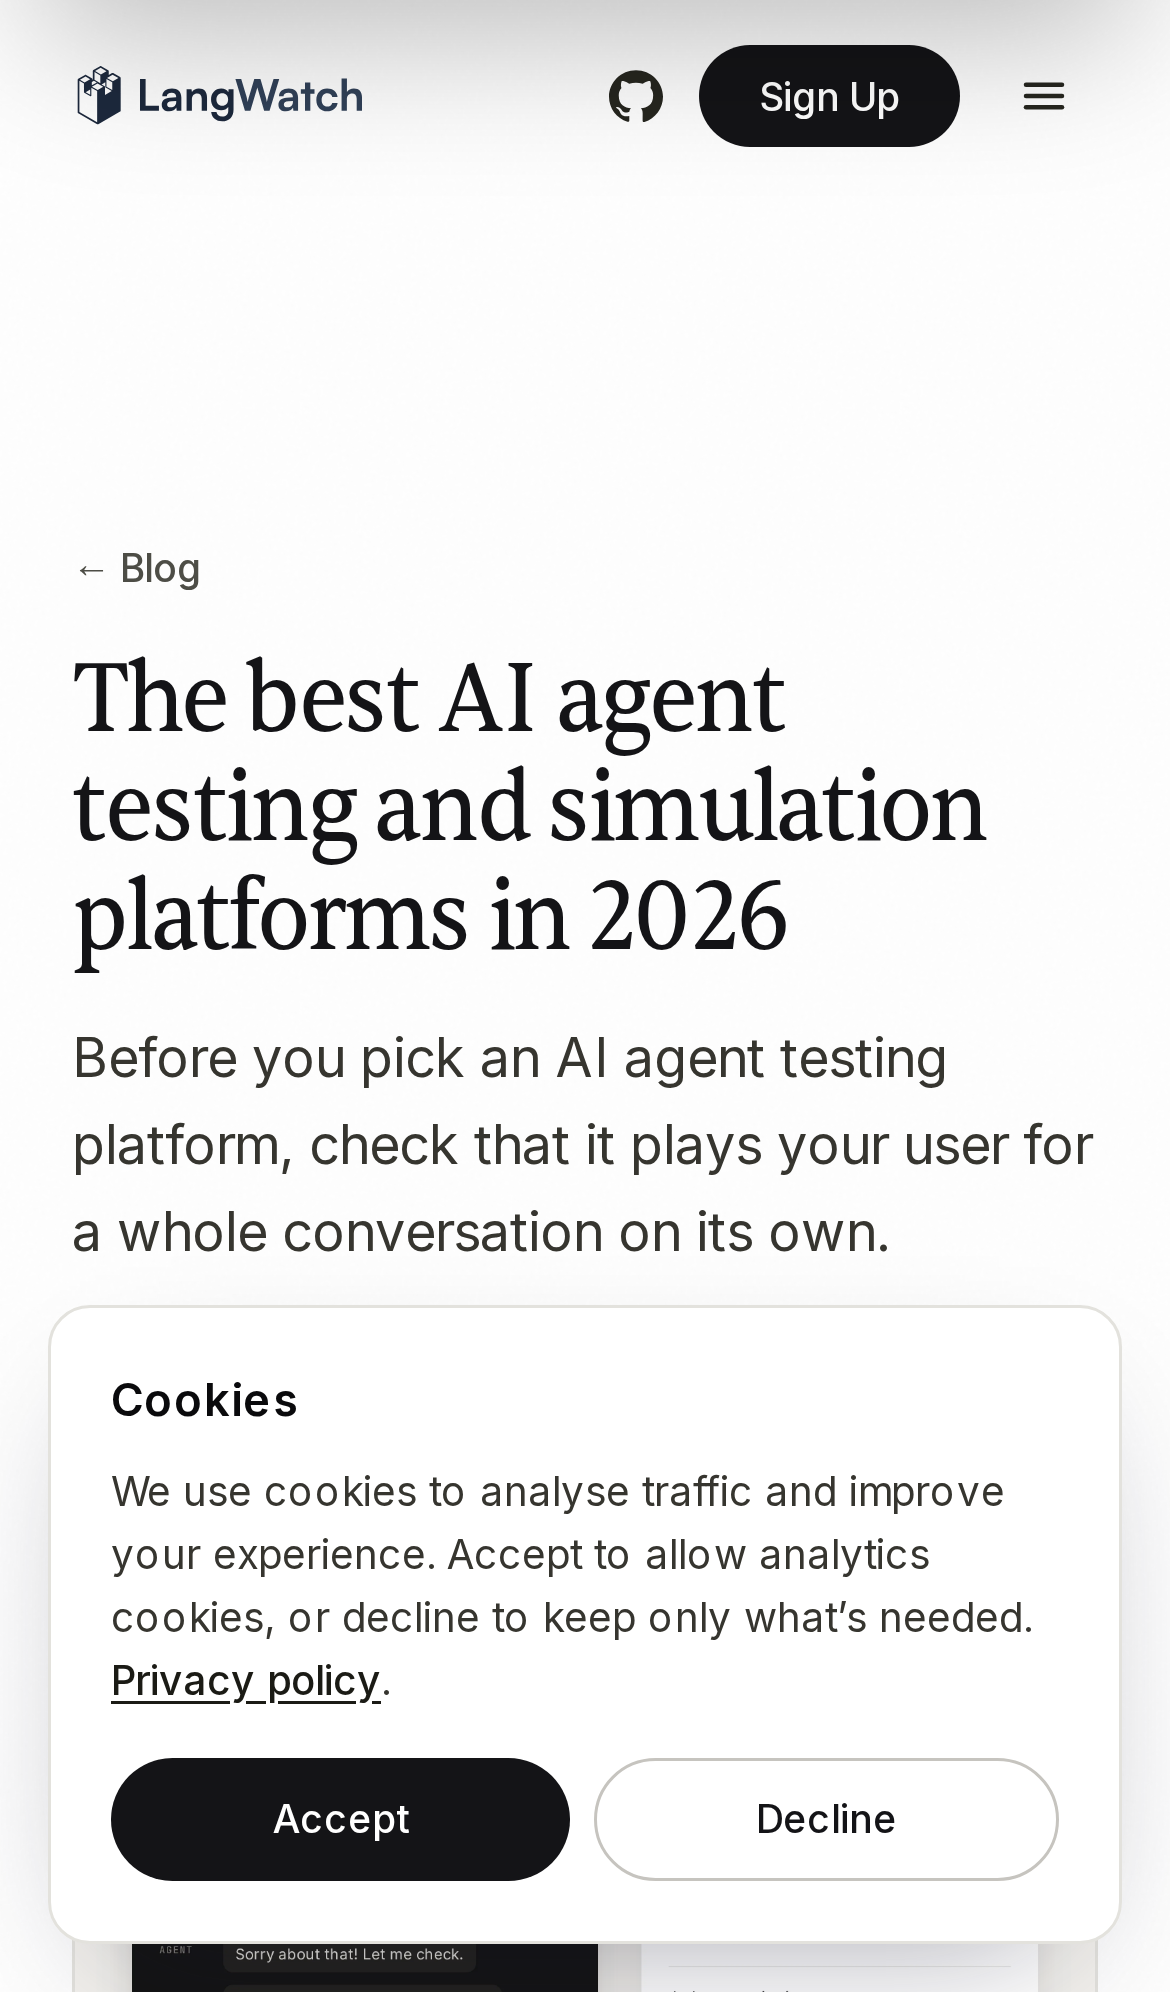 LangWatch
Sign Up
← Blog
The best AI agent
testing and simulation
platforms in 2026
Before you pick an AI agent testing
platform, check that it plays your user for
a whole conversation on its own.
Cookies
We use cookies to analyse traffic and improve
your experience. Accept to allow analytics
cookies, or decline to keep only what’s needed.
Privacy policy.
Accept
Decline
AGENT
Sorry about that! Let me check.